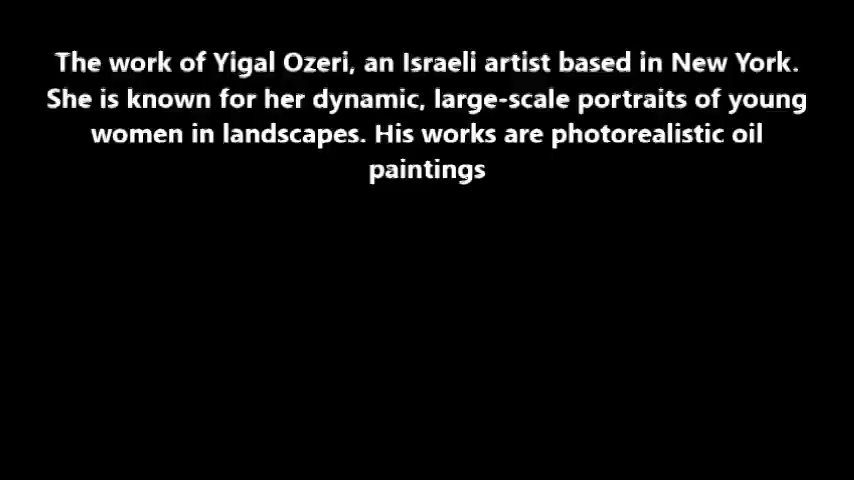 The work of Yigal Ozeri, an Israeli artist based in New York.
She is known for her dynamic, large-scale portraits of young
women in landscapes. His works are photorealistic oil
paintings